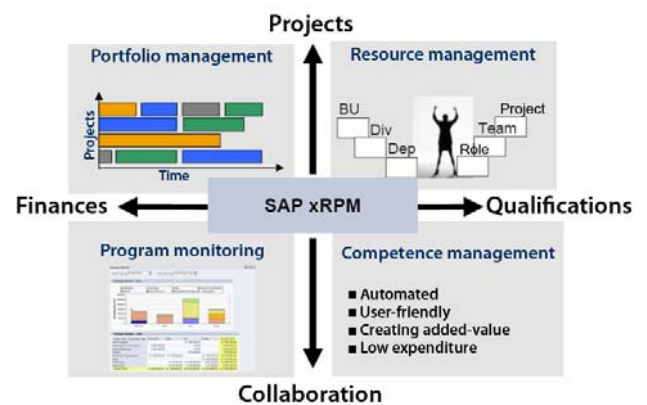 Projects
Portfolio management
Projects
Time
Resource management
BU
Div
Dep
Project
Team
Role
Finances
SAP xRPM
Qualifications
Program monitoring
Competence management
■ Automated
■ User-friendly
■ Creating added-value
■ Low expenditure
Collaboration